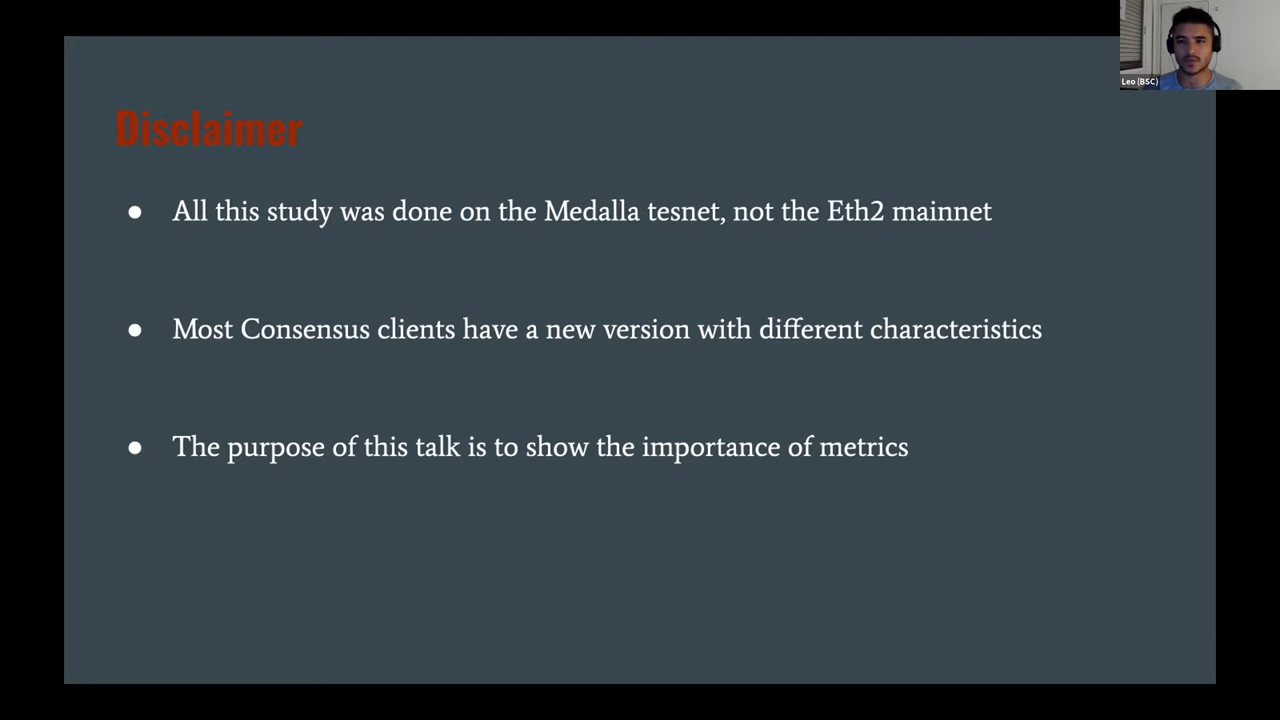 Leo (BSC)
Disclaimer
● All this study was done on the Medalla tesnet, not the Eth2 mainnet
● Most Consensus clients have a new version with different characteristics
● The purpose of this talk is to show the importance of metrics